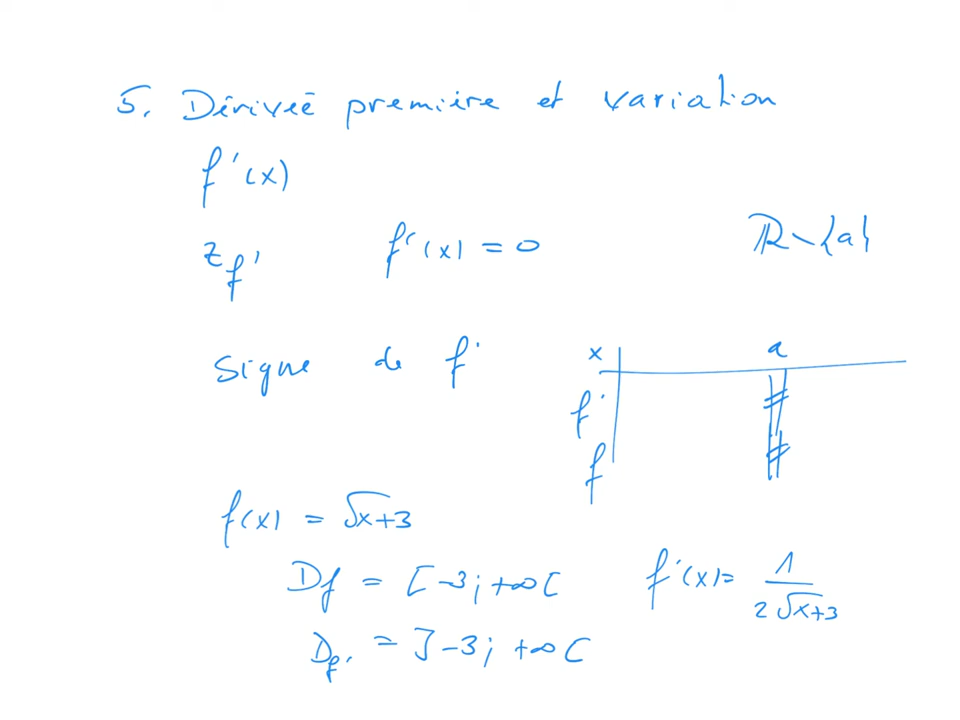 5. Dérivée première et variation
f'(x)
Z_f' f'(x) = 0 ℝ∖{a}
signe de f' x a
f'
f
f(x) = √x+3
Df = [-3; +∞[ f'(x) = 1/(2√x+3)
Df' = ]-3; +∞[